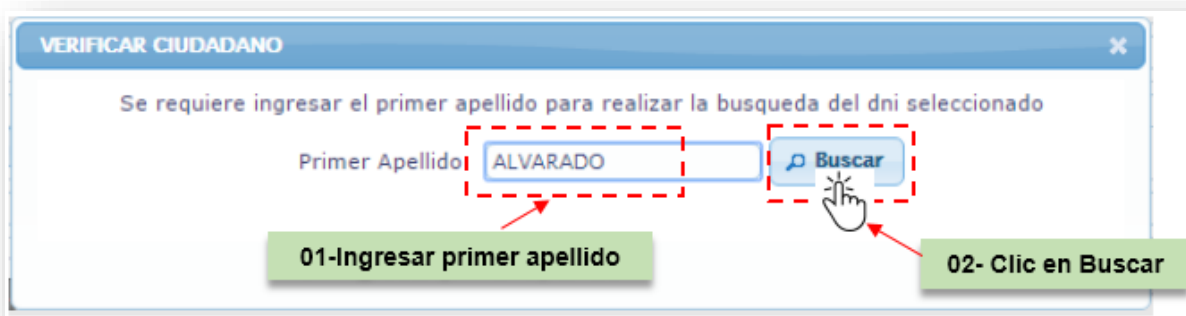 VERIFICAR CIUDADANO
Se requiere ingresar el primer apellido para realizar la busqueda del dni seleccionado
Primer Apellido ALVARADO Buscar
01-Ingresar primer apellido
02- Clic en Buscar